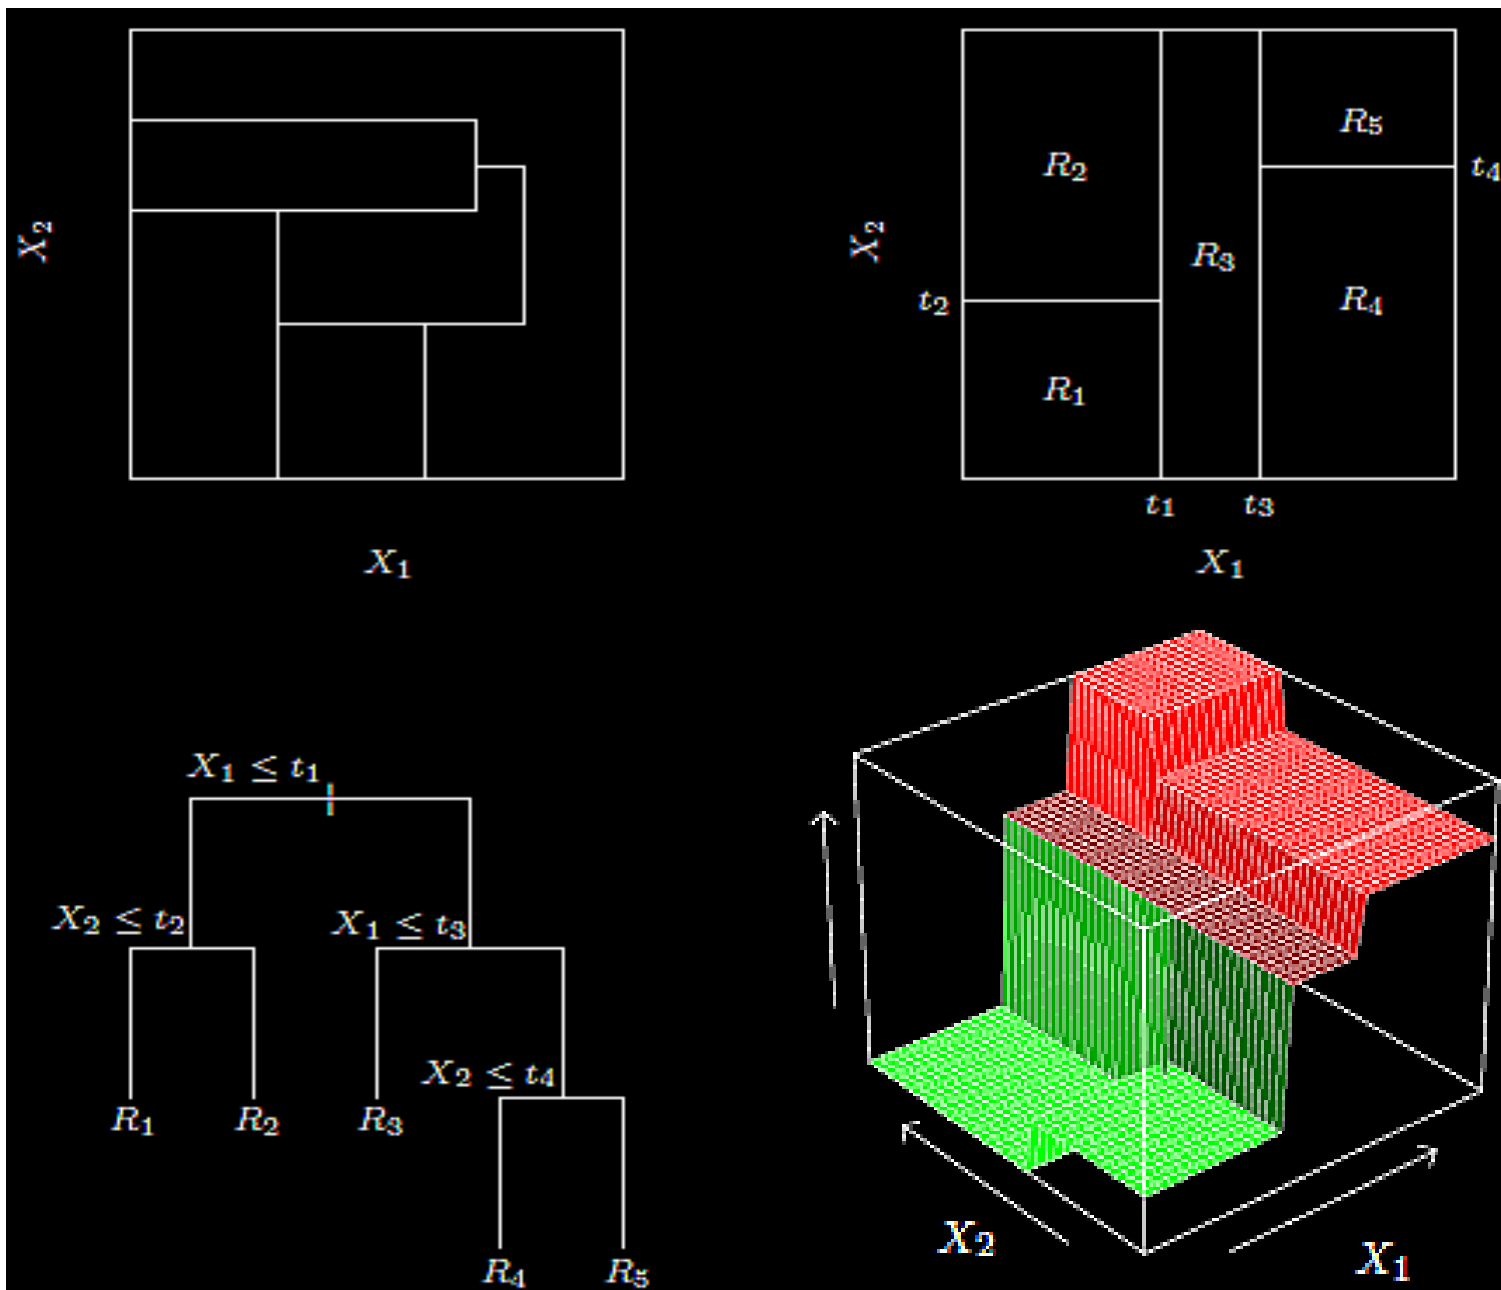 X₂
X₁
R₂
R₅
t₄
X₂
R₃
t₂
R₄
R₁
t₁ t₃
X₁
X₁ ≤ t₁
X₂ ≤ t₂
X₁ ≤ t₃
X₂ ≤ t₄
R₁ R₂ R₃
R₄ R₅
X₂
X₁